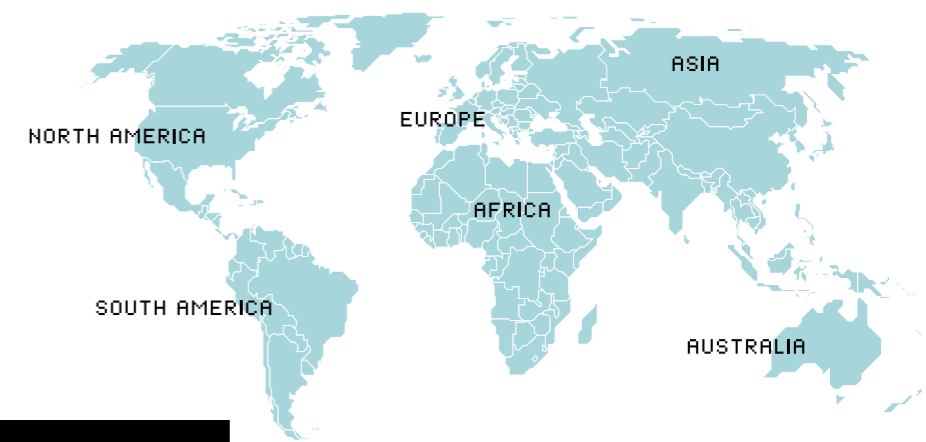 ASIA
EUROPE
NORTH AMERICA
AFRICA
SOUTH AMERICA
AUSTRALIA